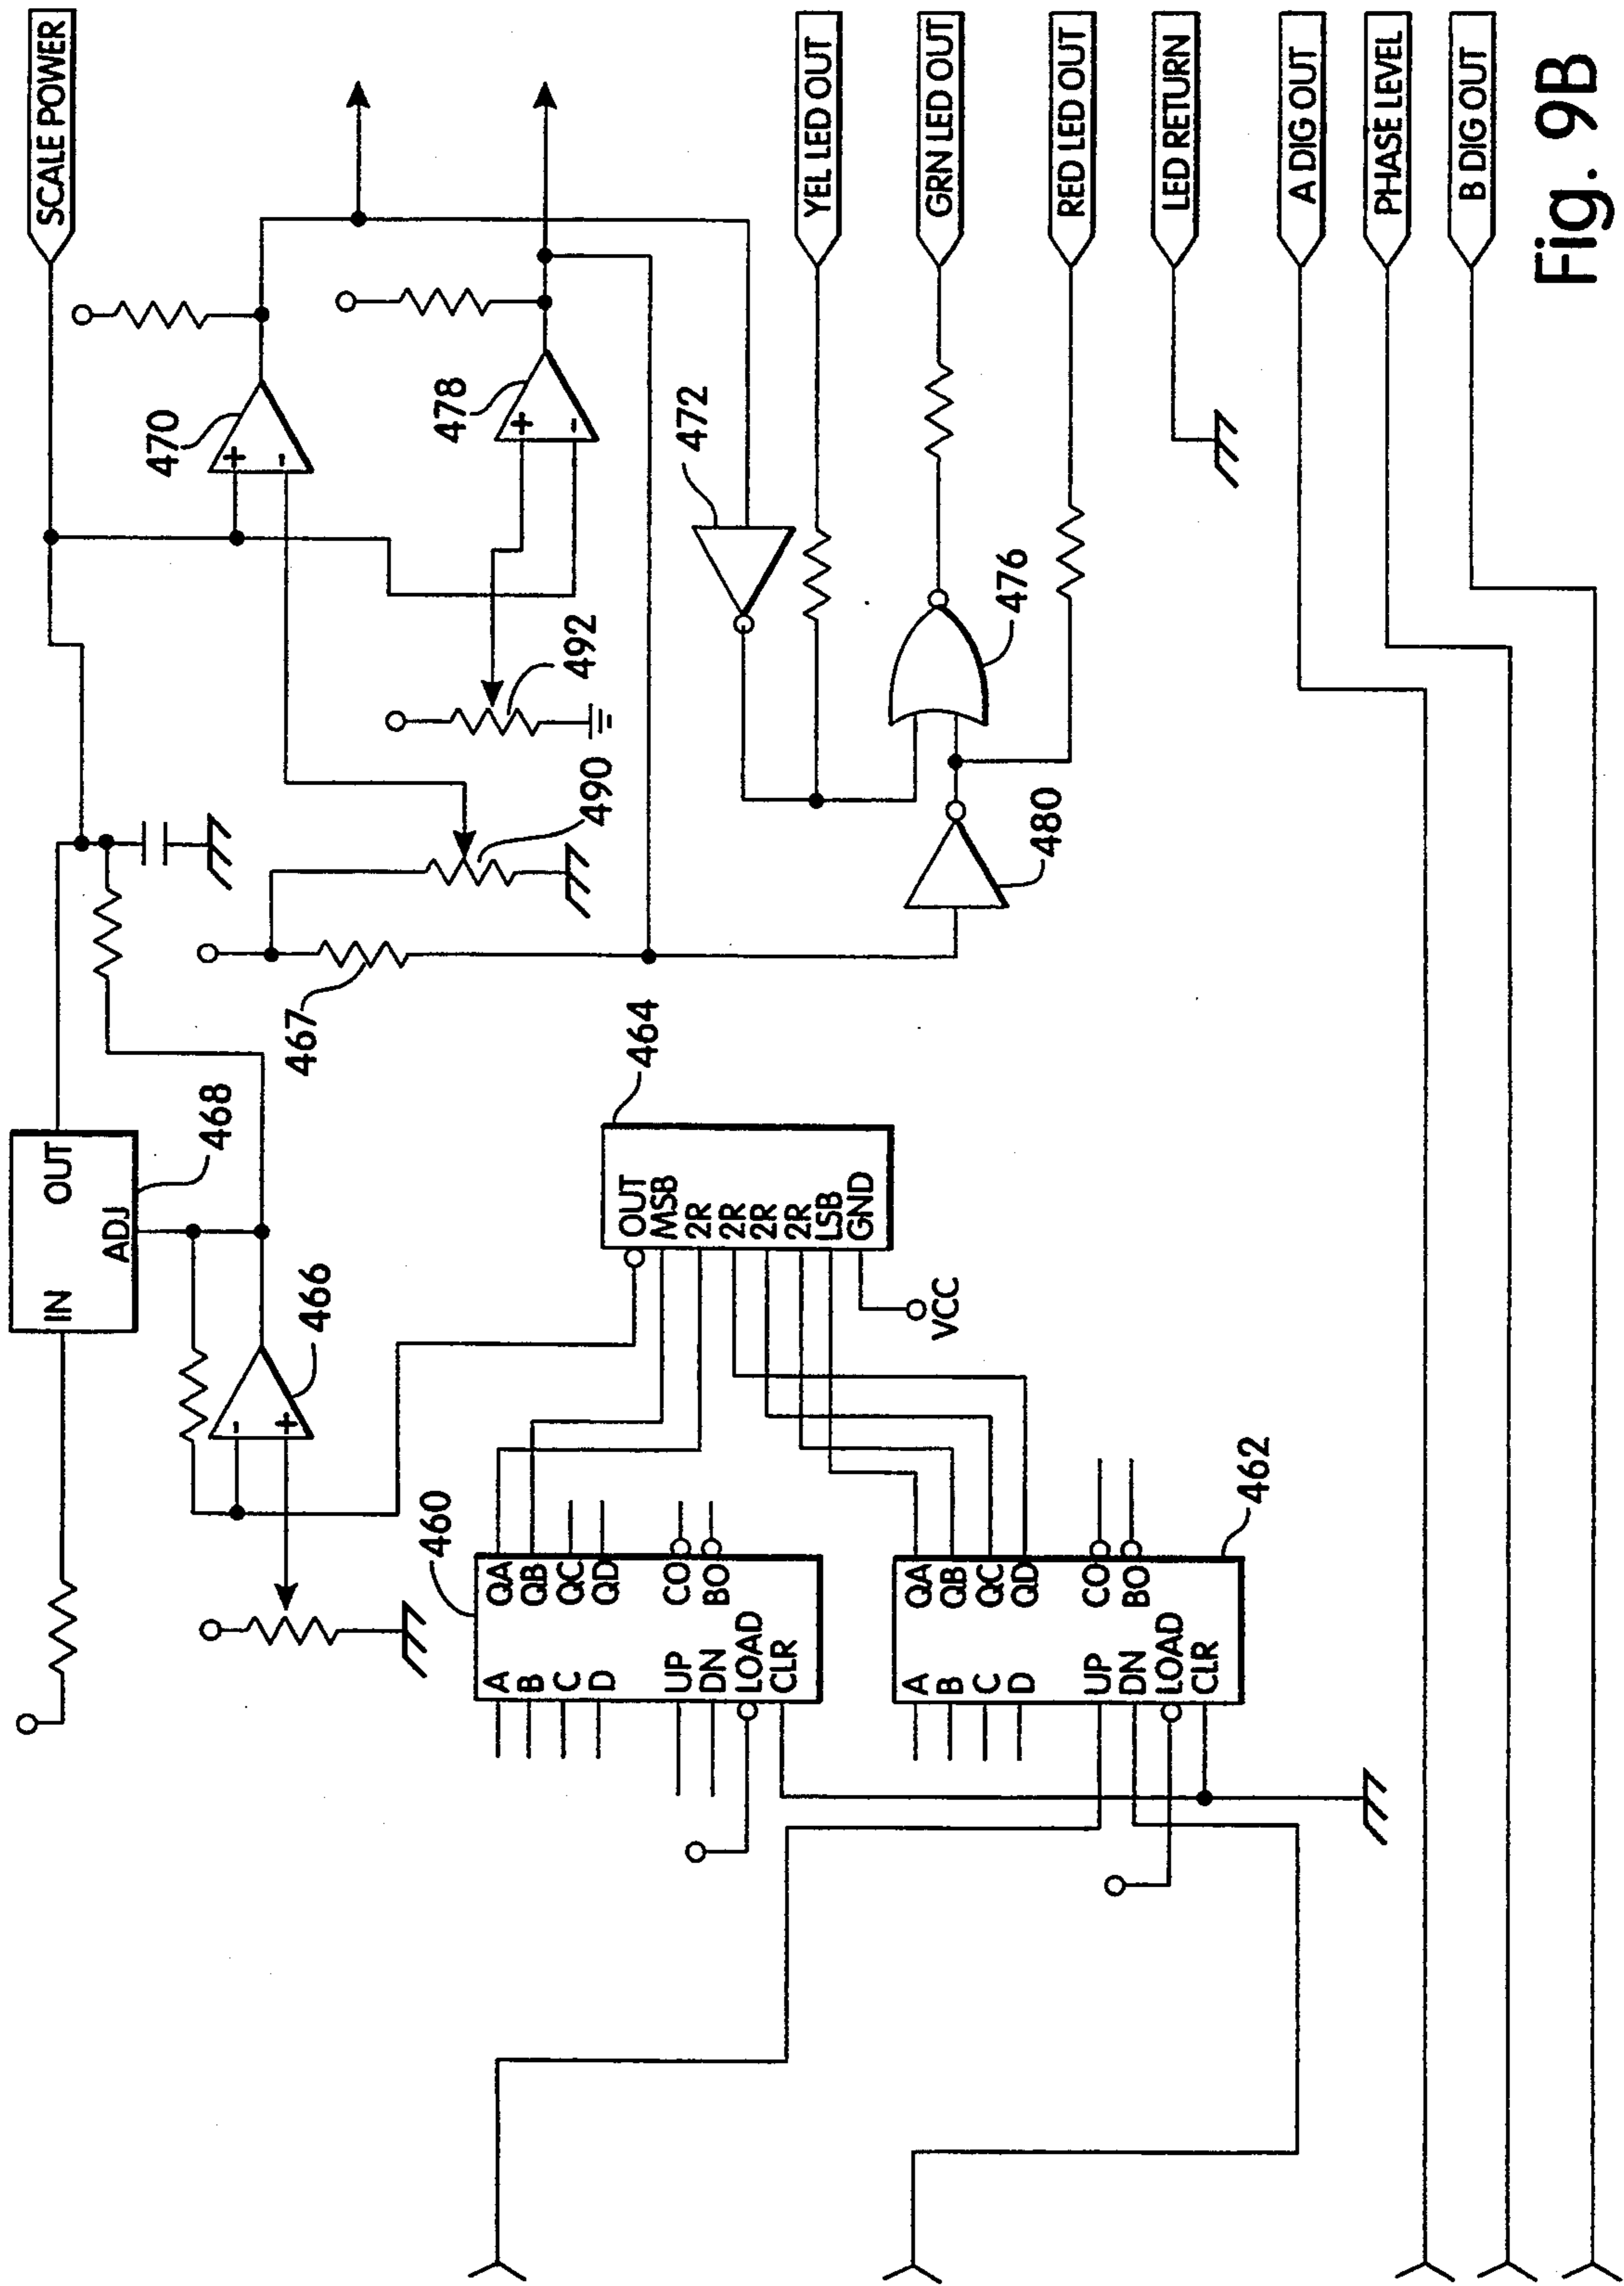 SCALE POWER
IN
OUT
ADJ
468
466
467
470
478
490
492
472
YEL LED OUT
GRN LED OUT
RED LED OUT
LED RETURN
A DIG OUT
PHASE LEVEL
B DIG OUT
476
480
464
OUT
MSB
2R
2R
2R
2R
LSB
GND
VCC
460
A
B
C
D
UP
DN
LOAD
CLR
QA
QB
QC
QD
CO
BO
462
A
B
C
D
UP
DN
LOAD
CLR
QA
QB
QC
QD
CO
BO
+
-
+
-
-
+
Fig. 9B